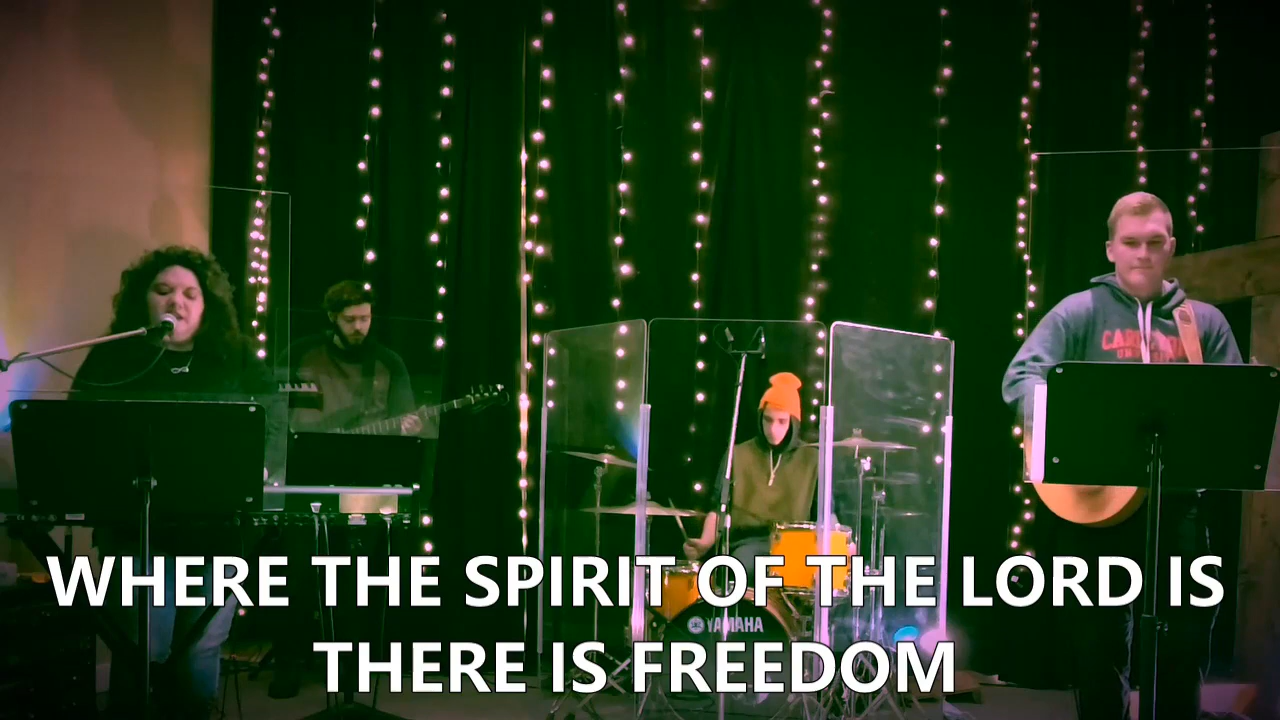 WHERE THE SPIRIT OF THE LORD IS
THERE IS FREEDOM
YAMAHA